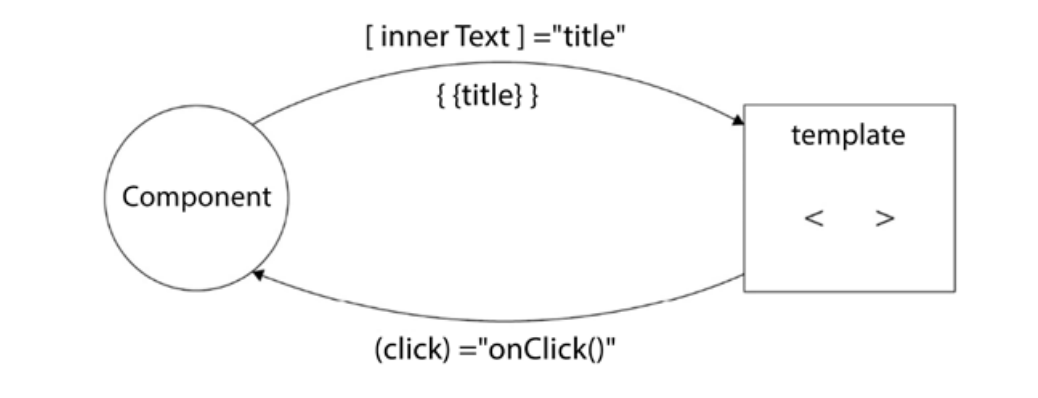 [ inner Text ] ="title"
{ {title} }
Component
template
< >
(click) ="onClick()"